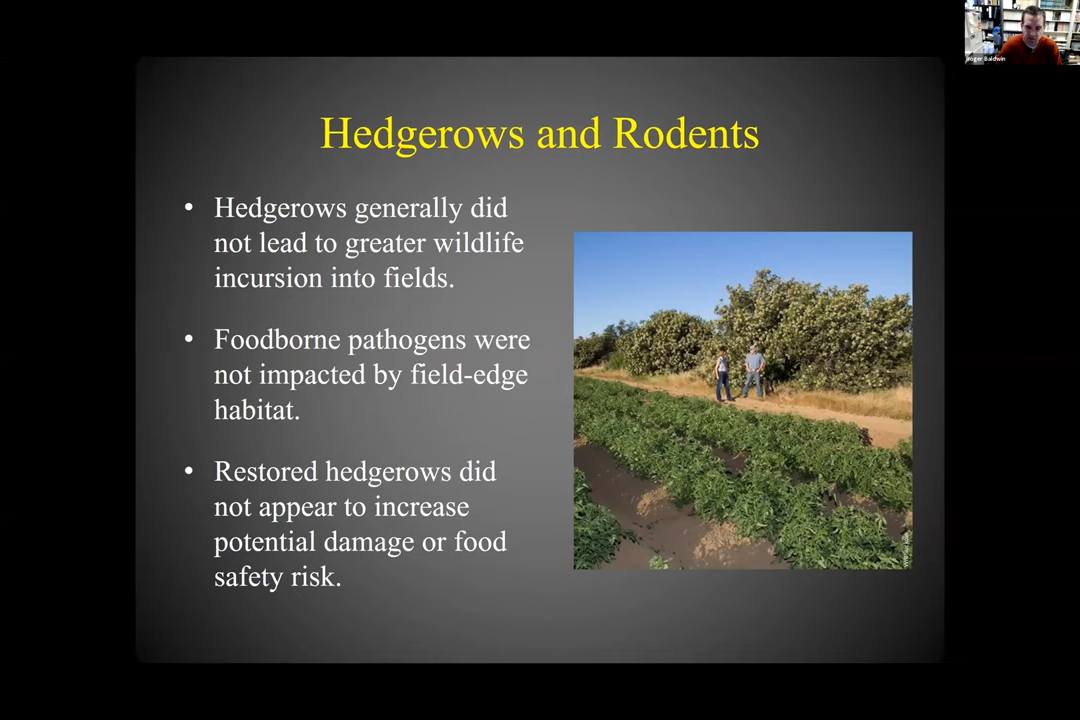 Roger Baldwin
Hedgerows and Rodents
• Hedgerows generally did
not lead to greater wildlife
incursion into fields.
• Foodborne pathogens were
not impacted by field-edge
habitat.
• Restored hedgerows did
not appear to increase
potential damage or food
safety risk.